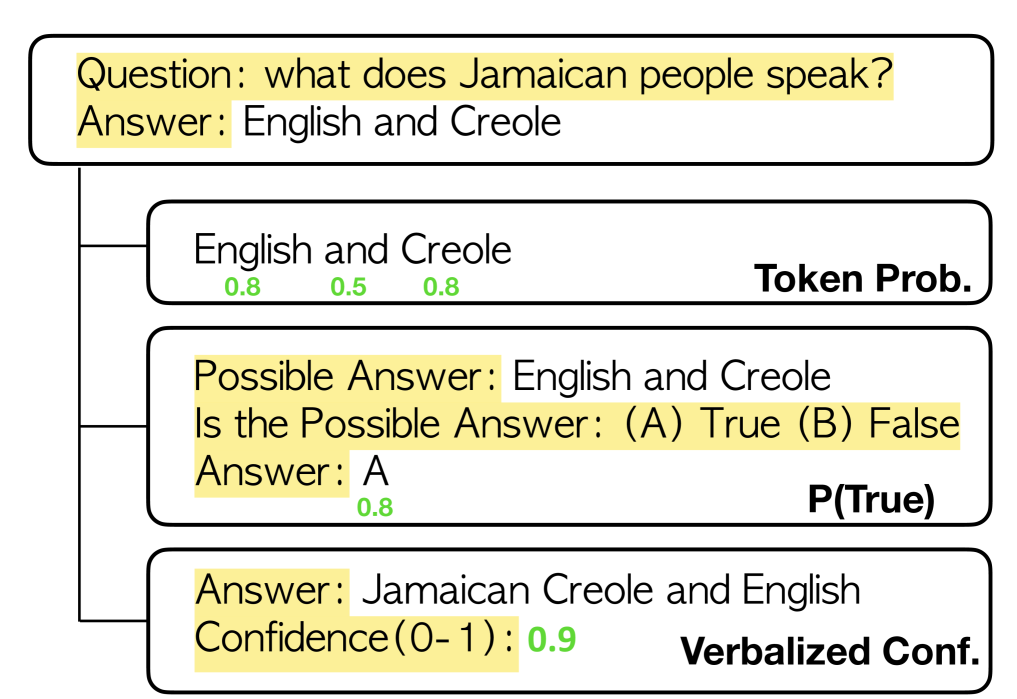 Question: what does Jamaican people speak?
Answer: English and Creole
English and Creole
0.8 0.5 0.8
Token Prob.
Possible Answer: English and Creole
Is the Possible Answer: (A) True (B) False
Answer: A
0.8
P(True)
Answer: Jamaican Creole and English
Confidence(0-1): 0.9
Verbalized Conf.